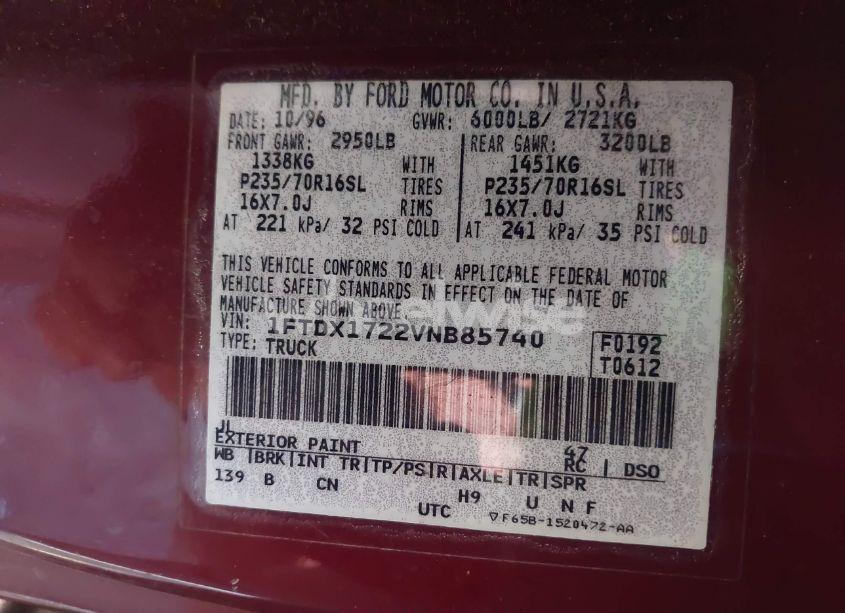 MFD. BY FORD MOTOR CO. IN U.S.A.
DATE: 10/96 GVWR: 6000LB/ 2721KG
FRONT GAWR: 2950LB REAR GAWR: 3200LB
1338KG WITH 1451KG WITH
P235/70R16SL TIRES P235/70R16SL TIRES
16X7.0J RIMS 16X7.0J RIMS
AT 221 kPa/ 32 PSI COLD AT 241 kPa/ 35 PSI COLD
THIS VEHICLE CONFORMS TO ALL APPLICABLE FEDERAL MOTOR
VEHICLE SAFETY STANDARDS IN EFFECT ON THE DATE OF
MANUFACTURE SHOWN ABOVE.
VIN: 1FTDX1722VNB85740 F0192
TYPE: TRUCK T0612
JL 47
EXTERIOR PAINT RC DSO
WB BRK INT TR TP/PS R AXLE TR SPR
139 B CN H9 U N F
UTC ▽F65B-1520472-AA